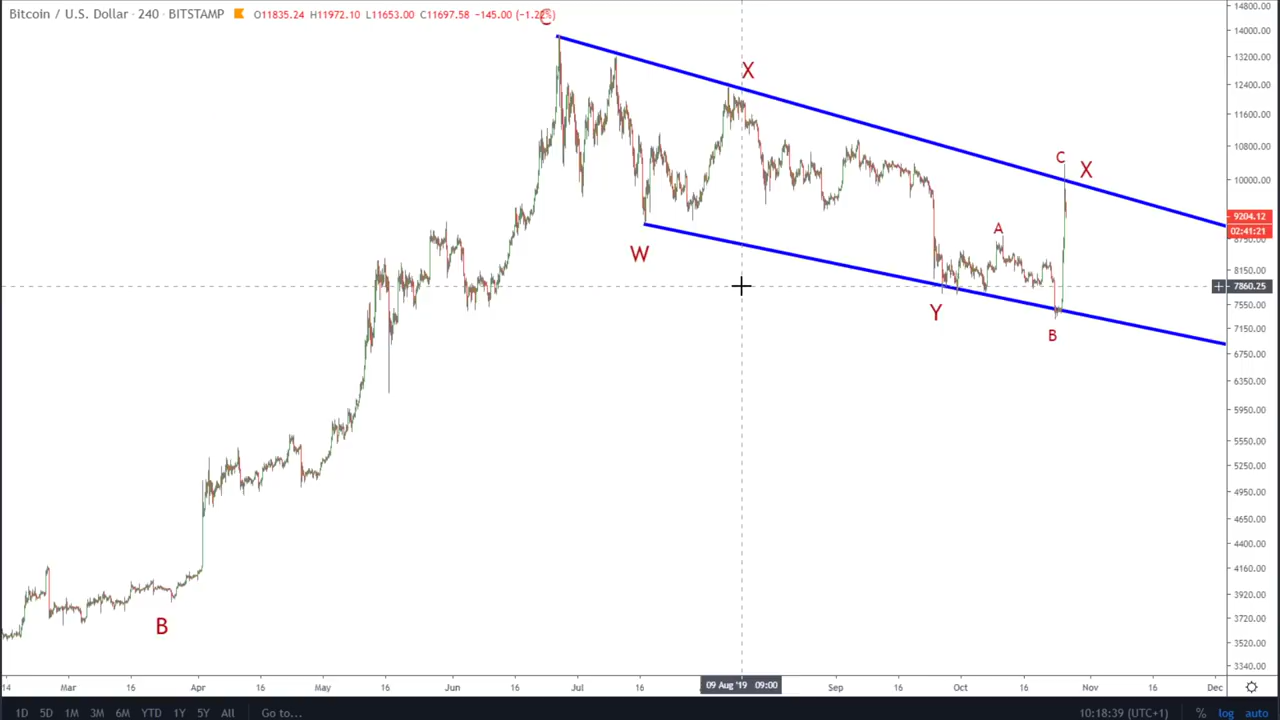 Bitcoin / U.S. Dollar · 240 · BITSTAMP O11835.24 H11972.10 L11653.00 C11697.58 −145.00 (−1.22%)
C
X
W
C
X
A
Y
B
B
14800.00
14000.00
13200.00
12400.00
11600.00
10800.00
10000.00
9204.12
02:41:21
8750.00
8150.00
7860.25
7550.00
7150.00
6750.00
6350.00
5950.00
5550.00
5250.00
4950.00
4650.00
4400.00
4160.00
3920.00
3720.00
3520.00
3340.00
14 Mar 16 Apr 16 May 16 Jun 16 Jul 16 09 Aug '19 09:00 Sep 16 Oct 16 Nov 16 Dec
1D 5D 1M 3M 6M YTD 1Y 5Y All Go to... 10:18:39 (UTC+1) % log auto